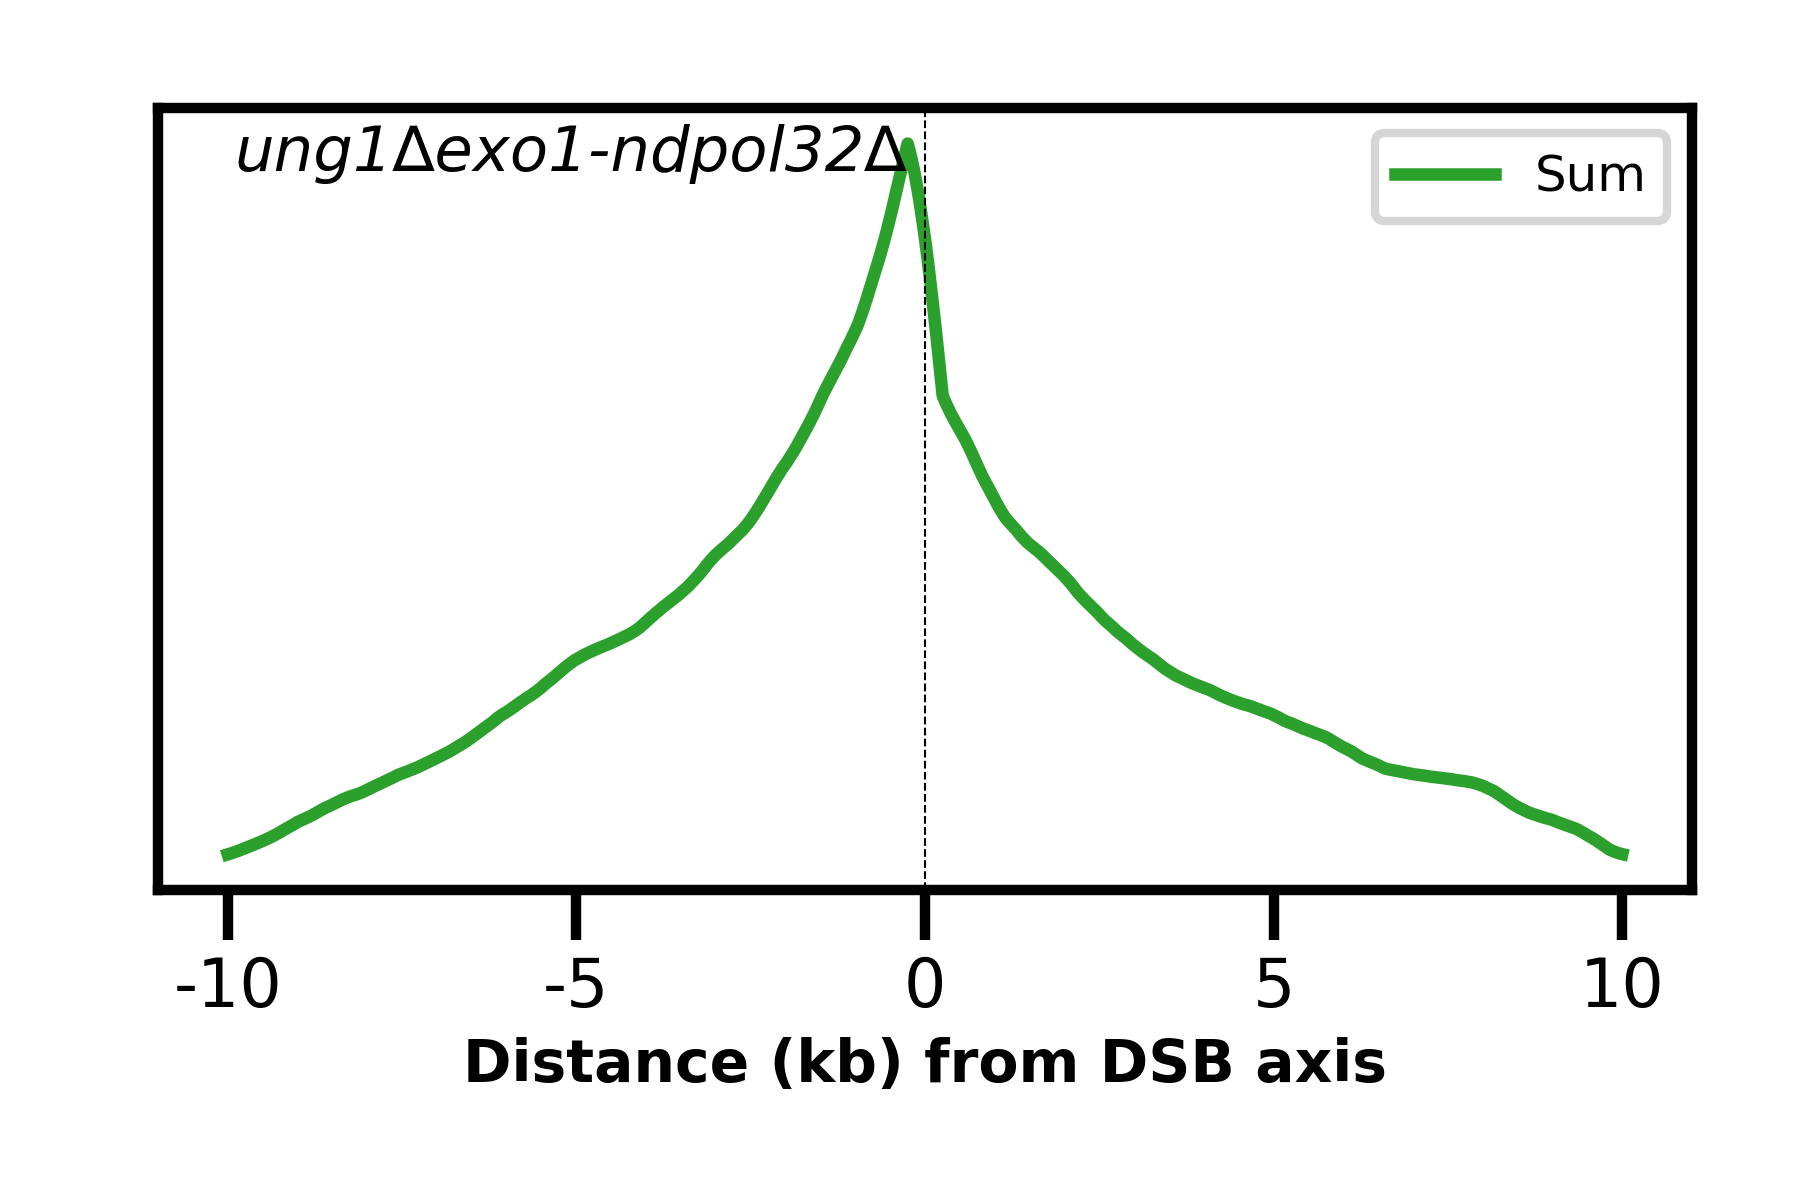 ung1Δexo1-ndpol32Δ
Sum
-10 -5 0 5 10
Distance (kb) from DSB axis